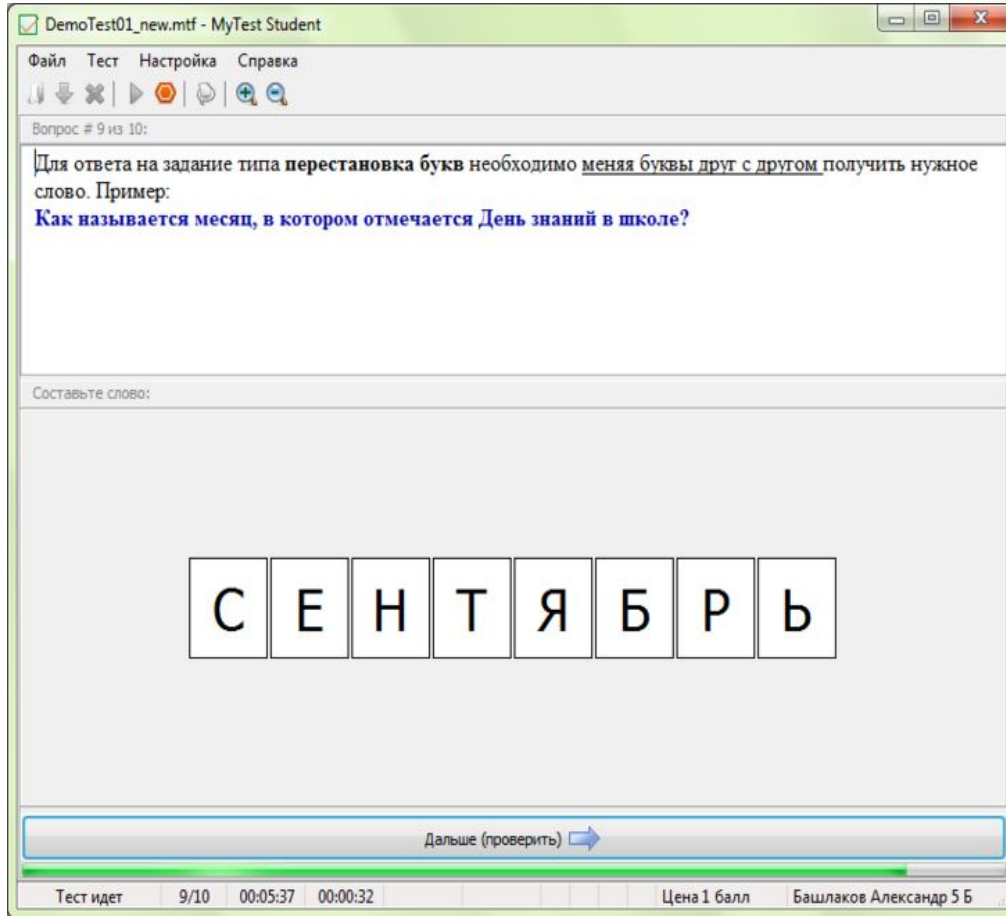 DemoTest01_new.mtf - MyTest Student
Файл Тест Настройка Справка
Вопрос # 9 из 10:
Для ответа на задание типа перестановка букв необходимо меняя буквы друг с другом получить нужное
слово. Пример:
Как называется месяц, в котором отмечается День знаний в школе?
Составьте слово:
С Е Н Т Я Б Р Ь
Дальше (проверить)
Тест идет 9/10 00:05:37 00:00:32 Цена 1 балл Башлаков Александр 5 Б